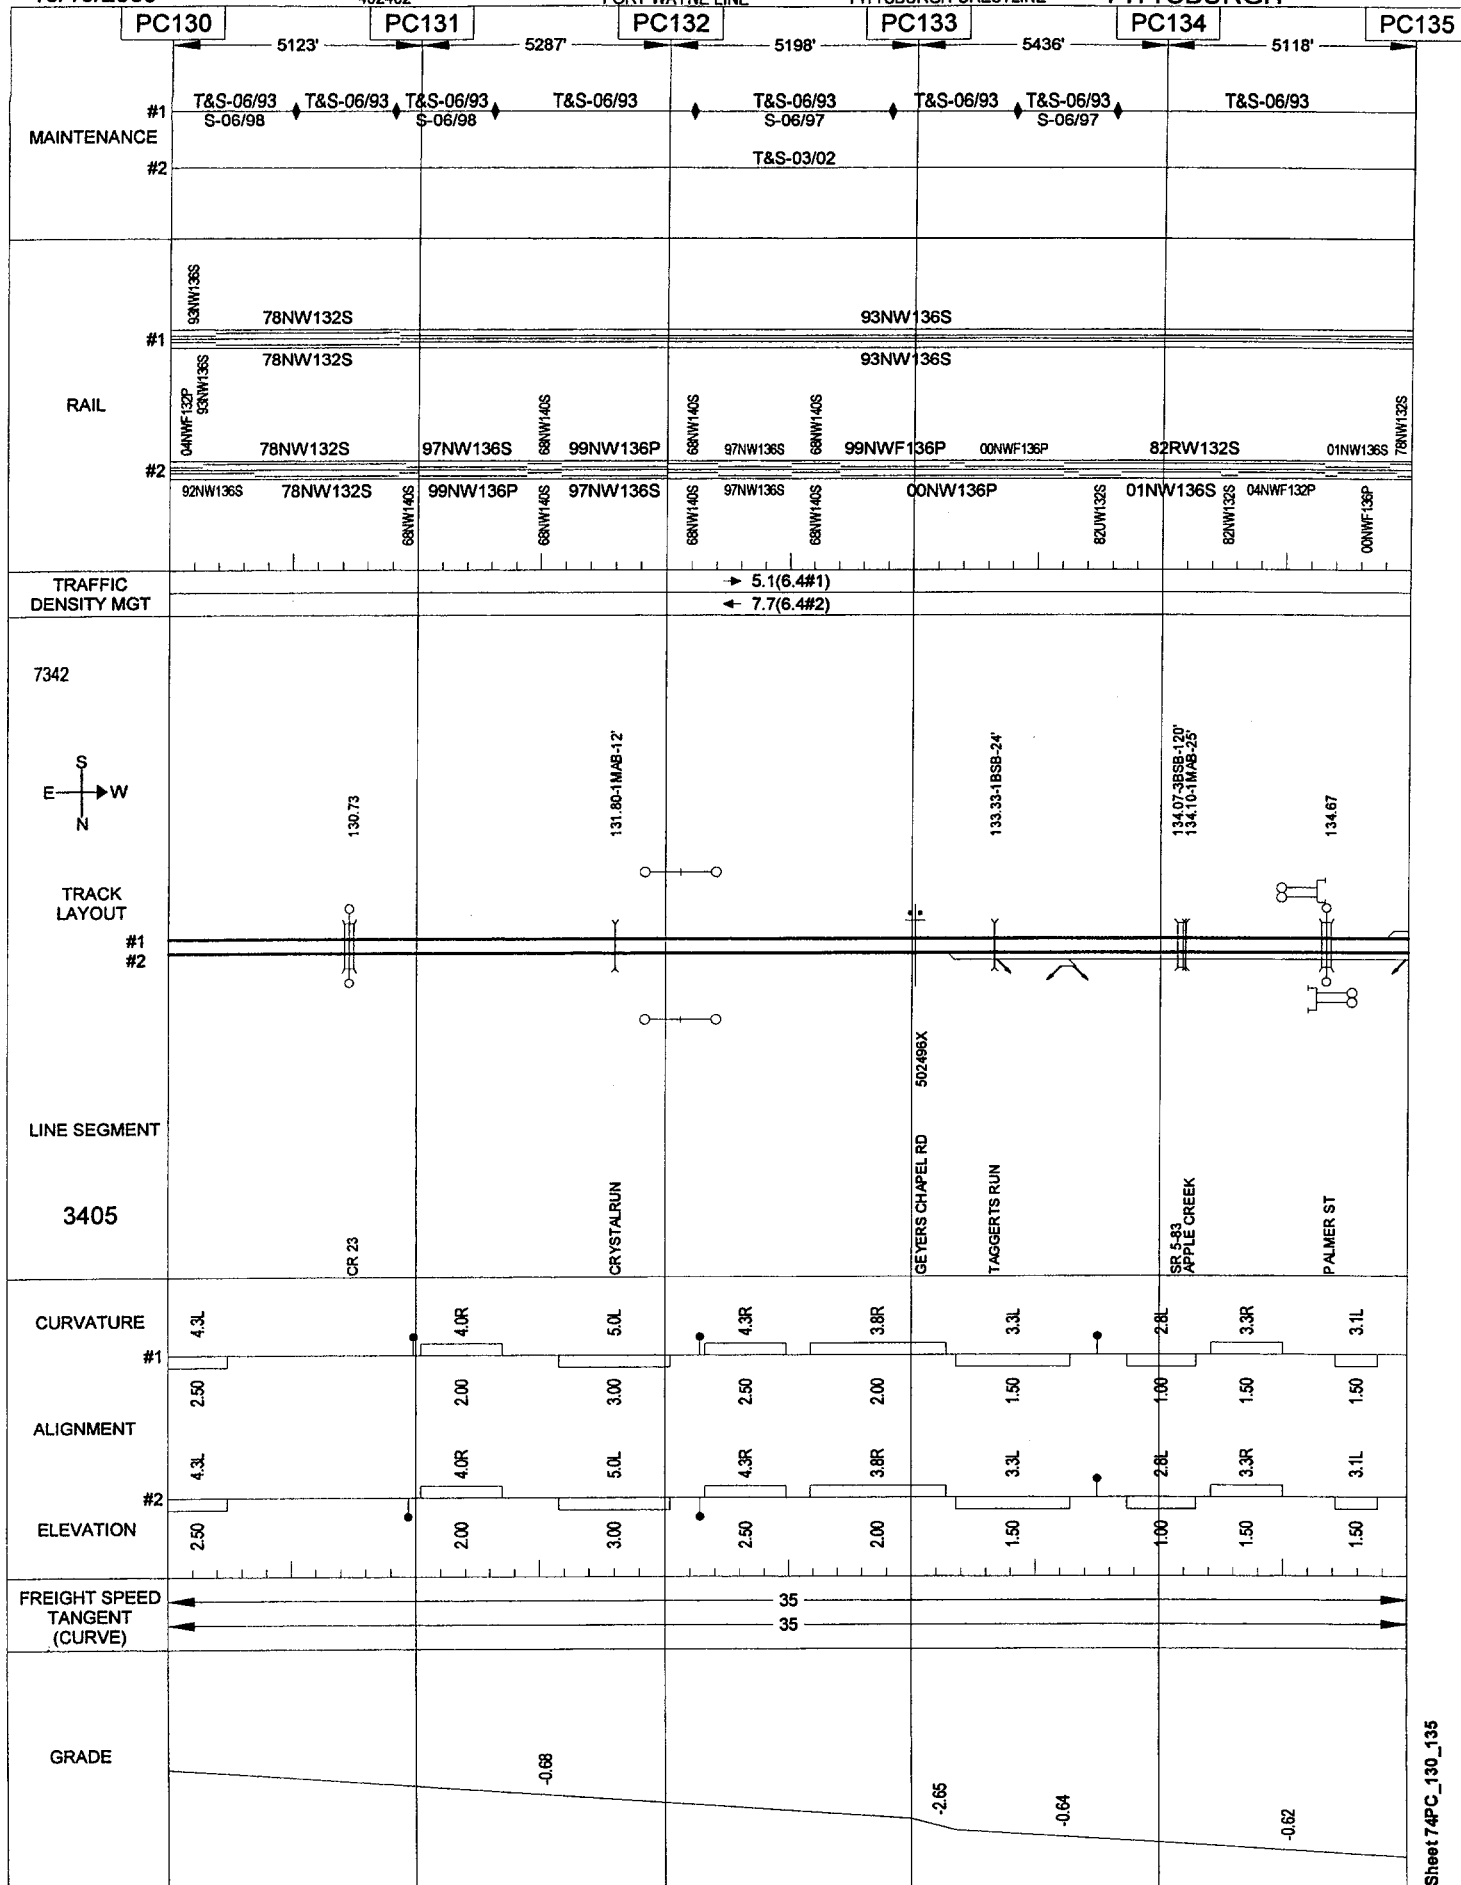 PC130 PC131 PC132 PC133 PC134 PC135
5123' 5287' 5198' 5436' 5118'
MAINTENANCE
#1
T&S-06/93 T&S-06/93 T&S-06/93 T&S-06/93 T&S-06/93 T&S-06/93 T&S-06/93 T&S-06/93
S-06/98 S-06/98 S-06/97 S-06/97
#2
T&S-03/02
RAIL
93NW136S
78NW132S 93NW136S
#1
78NW132S 93NW136S
04NWF132P
93NW136S
78NW132S 97NW136S 68NW140S 99NW136P 68NW140S 97NW136S 68NW140S 99NWF136P 00NWF136P 82RW132S 01NW136S 78NW132S
#2
92NW136S 78NW132S 68NW140S 99NW136P 68NW140S 97NW136S 68NW140S 97NW136S 68NW140S 00NW136P 82UW132S 01NW136S 82NW132S 04NWF132P 00NWF136P
TRAFFIC
DENSITY MGT
5.1(6.4#1)
7.7(6.4#2)
7342
S
E W
N
130.73
131.80-1MAB-12'
133.33-1BSB-24'
134.07-3BSB-120'
134.10-1MAB-25'
134.67
TRACK
LAYOUT
#1
#2
502496X
LINE SEGMENT
3405
CR 23
CRYSTALRUN
GEYERS CHAPEL RD
TAGGERTS RUN
SR 5-83
APPLE CREEK
PALMER ST
CURVATURE
4.3L 4.0R 5.0L 4.3R 3.8R 3.3L 2.8L 3.3R 3.1L
#1
2.50 2.00 3.00 2.50 2.00 1.50 1.00 1.50 1.50
ALIGNMENT
4.3L 4.0R 5.0L 4.3R 3.8R 3.3L 2.8L 3.3R 3.1L
#2
ELEVATION
2.50 2.00 3.00 2.50 2.00 1.50 1.00 1.50 1.50
FREIGHT SPEED
TANGENT
(CURVE)
35
35
GRADE
-0.68
-2.65
-0.64
-0.62
Sheet 74PC_130_135